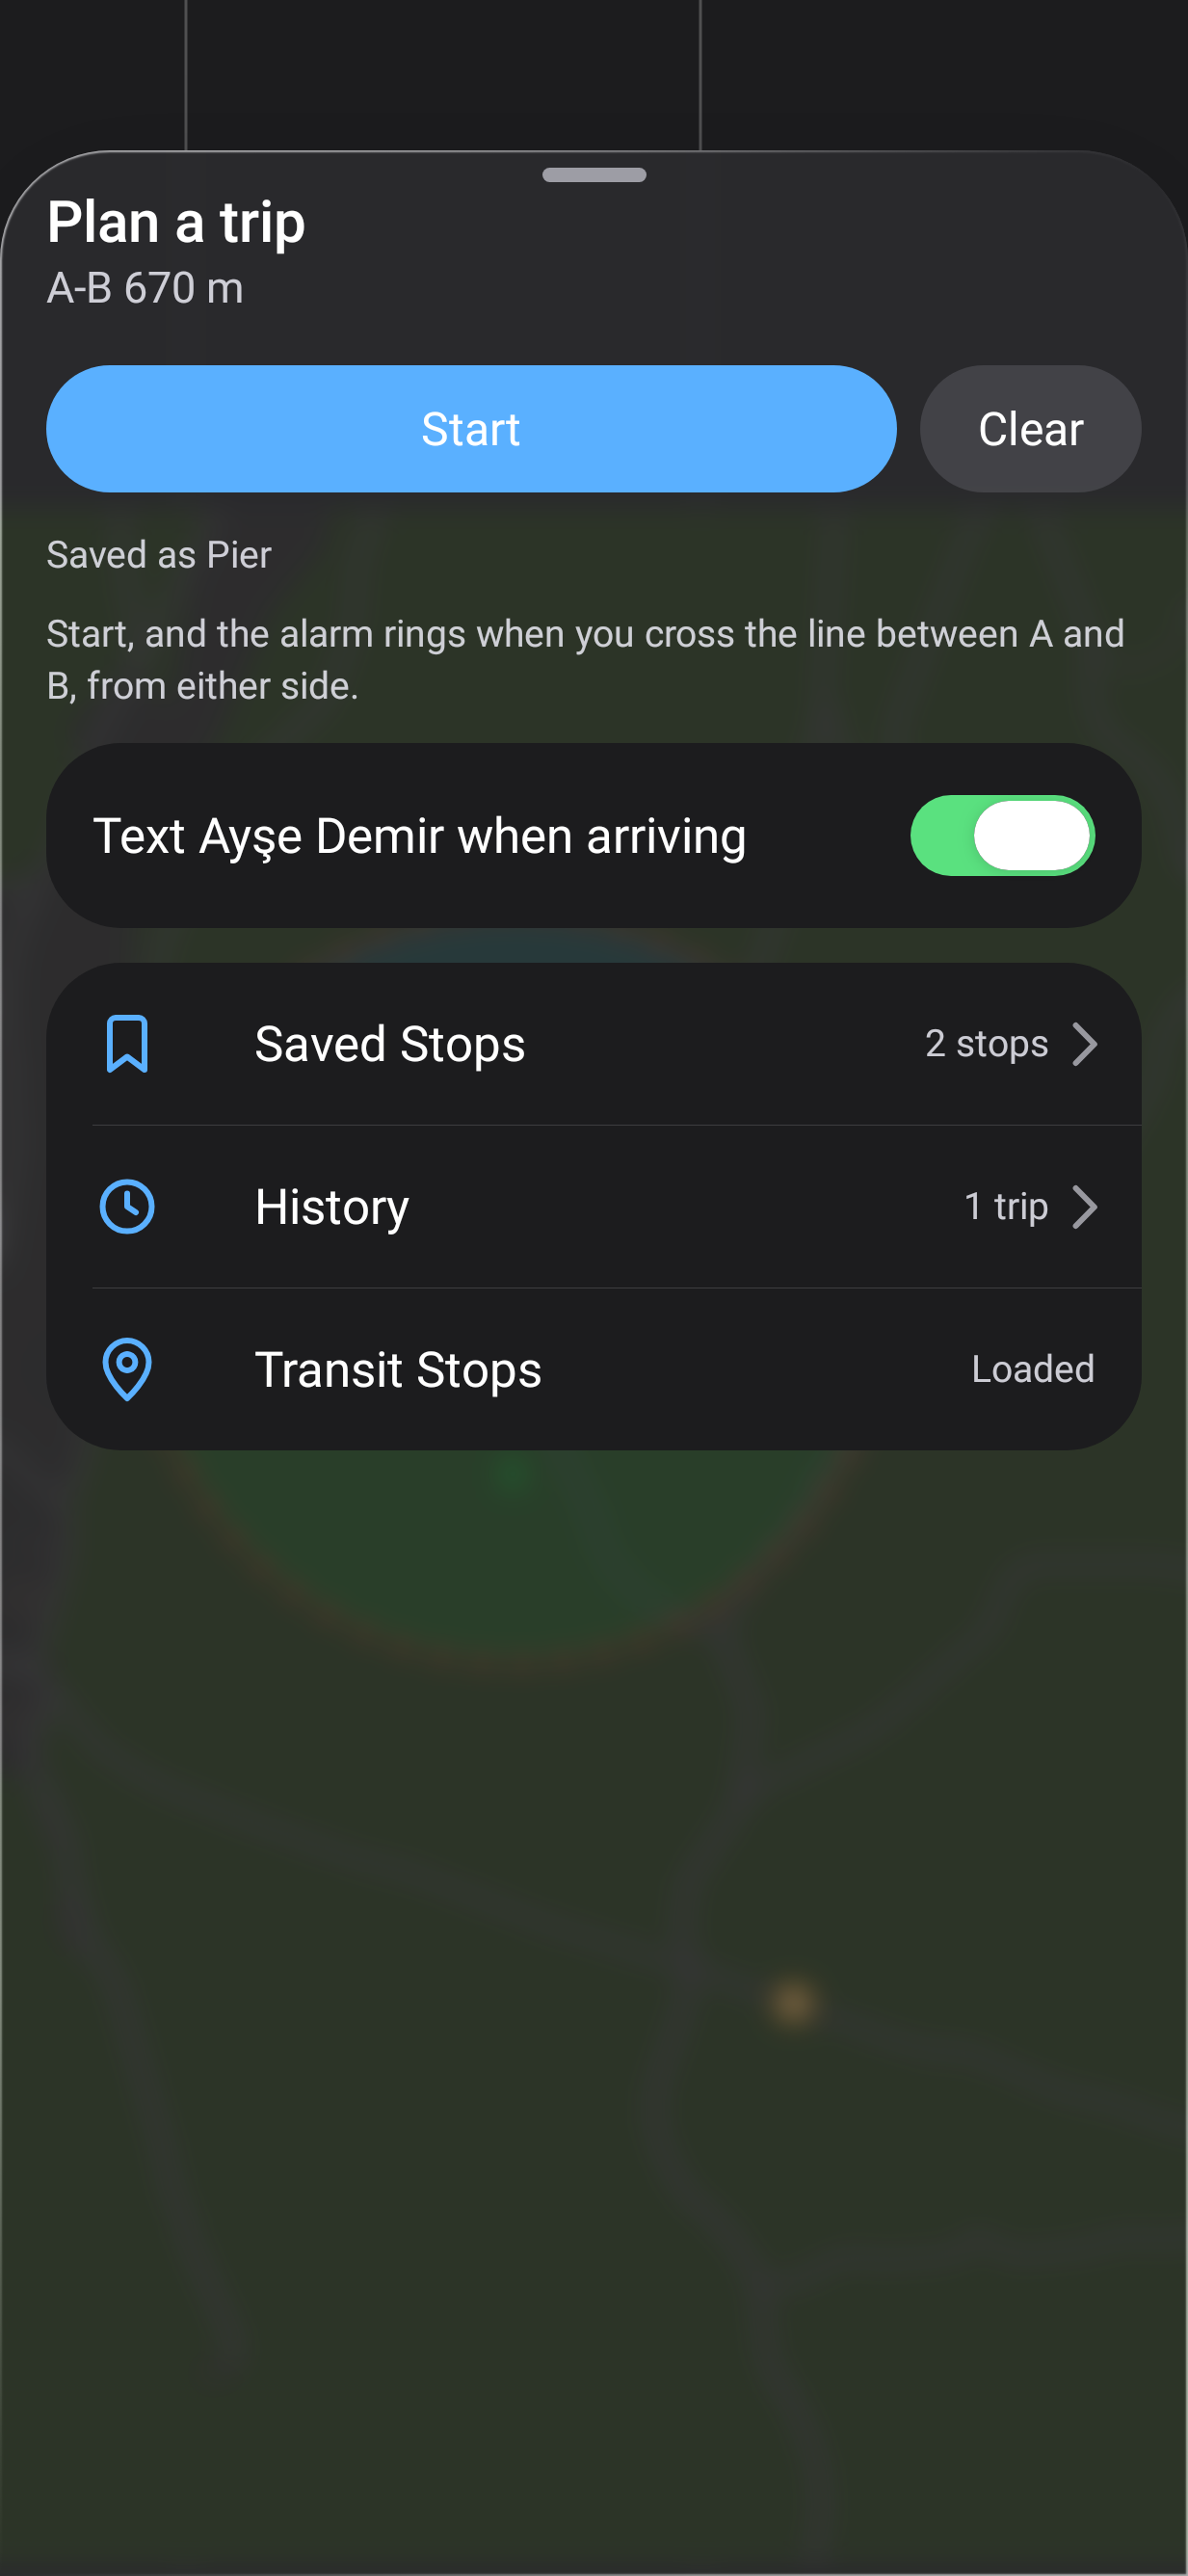 Plan a trip
A-B 670 m
Start
Clear
Saved as Pier
Start, and the alarm rings when you cross the line between A and
B, from either side.
Text Ayşe Demir when arriving
Saved Stops
2 stops
History
1 trip
Transit Stops
Loaded